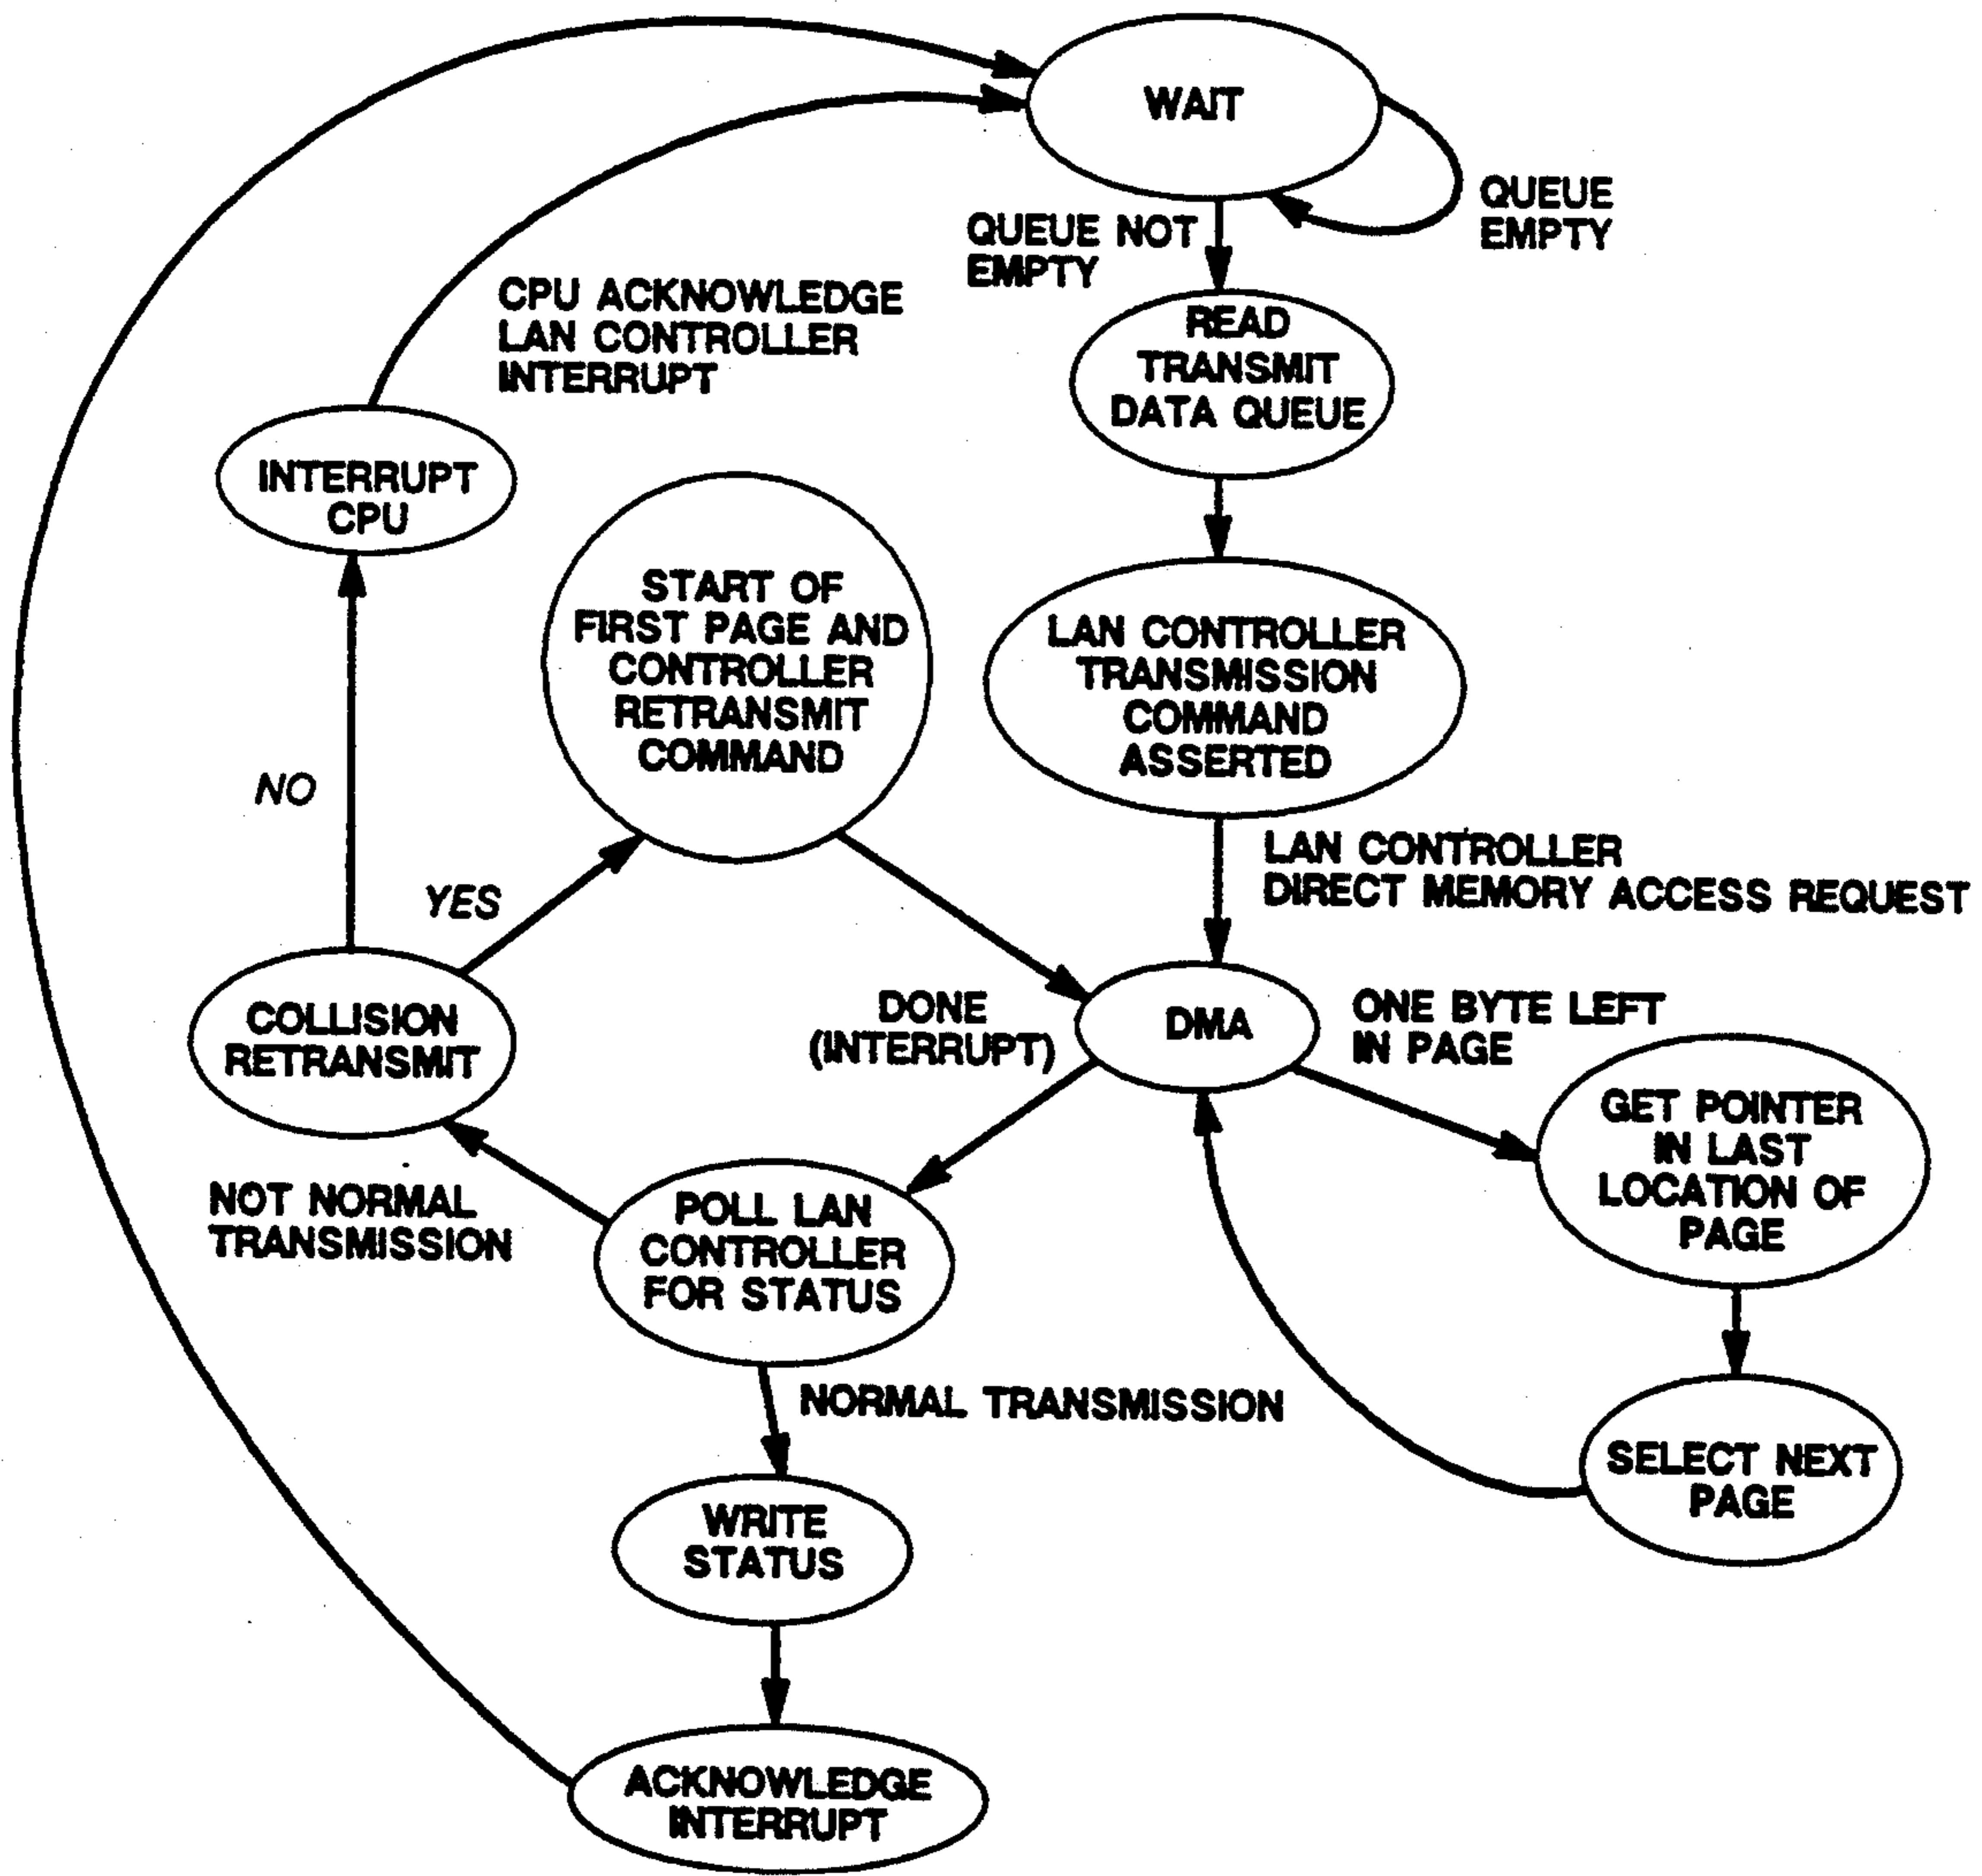 WAIT
QUEUE
EMPTY
QUEUE NOT
EMPTY
CPU ACKNOWLEDGE
LAN CONTROLLER
INTERRUPT
READ
TRANSMIT
DATA QUEUE
INTERRUPT
CPU
START OF
FIRST PAGE AND
CONTROLLER
RETRANSMIT
COMMAND
LAN CONTROLLER
TRANSMISSION
COMMAND
ASSERTED
NO
YES
LAN CONTROLLER
DIRECT MEMORY ACCESS REQUEST
COLLISION
RETRANSMIT
DONE
(INTERRUPT)
DMA
ONE BYTE LEFT
IN PAGE
GET POINTER
IN LAST
LOCATION OF
PAGE
NOT NORMAL
TRANSMISSION
POLL LAN
CONTROLLER
FOR STATUS
NORMAL TRANSMISSION
SELECT NEXT
PAGE
WRITE
STATUS
ACKNOWLEDGE
INTERRUPT